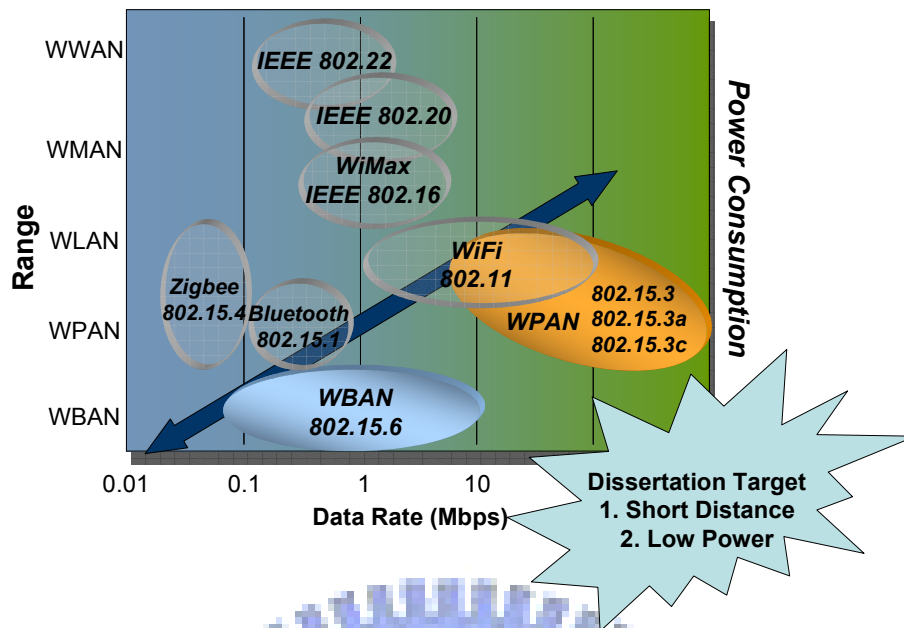 WWAN
WMAN
WLAN
WPAN
WBAN
Range
IEEE 802.22
IEEE 802.20
WiMax
IEEE 802.16
WiFi
802.11
Zigbee
802.15.4
Bluetooth
802.15.1
WPAN
802.15.3
802.15.3a
802.15.3c
WBAN
802.15.6
Power Consumption
0.01
0.1
1
10
Data Rate (Mbps)
Dissertation Target
1. Short Distance
2. Low Power